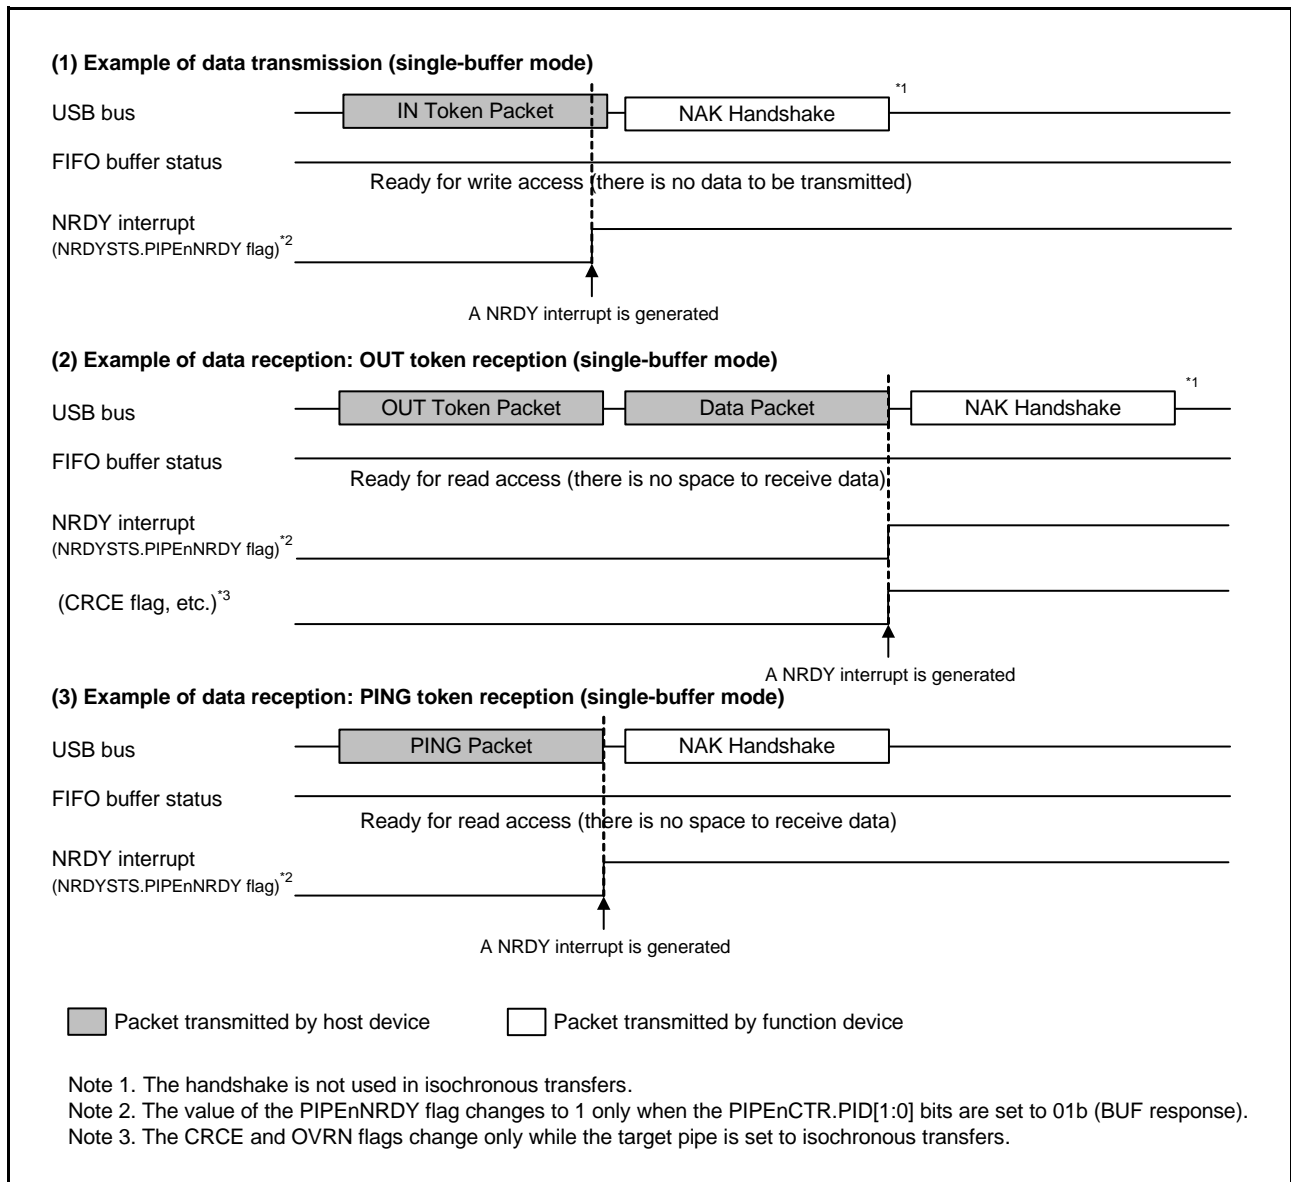 (1) Example of data transmission (single-buffer mode)
USB bus
IN Token Packet
NAK Handshake
*1
FIFO buffer status
Ready for write access (there is no data to be transmitted)
NRDY interrupt
(NRDYSTS.PIPEnNRDY flag)*2
A NRDY interrupt is generated
(2) Example of data reception: OUT token reception (single-buffer mode)
USB bus
OUT Token Packet
Data Packet
NAK Handshake
*1
FIFO buffer status
Ready for read access (there is no space to receive data)
NRDY interrupt
(NRDYSTS.PIPEnNRDY flag)*2
(CRCE flag, etc.)*3
A NRDY interrupt is generated
(3) Example of data reception: PING token reception (single-buffer mode)
USB bus
PING Packet
NAK Handshake
FIFO buffer status
Ready for read access (there is no space to receive data)
NRDY interrupt
(NRDYSTS.PIPEnNRDY flag)*2
A NRDY interrupt is generated
Packet transmitted by host device
Packet transmitted by function device
Note 1. The handshake is not used in isochronous transfers.
Note 2. The value of the PIPEnNRDY flag changes to 1 only when the PIPEnCTR.PID[1:0] bits are set to 01b (BUF response).
Note 3. The CRCE and OVRN flags change only while the target pipe is set to isochronous transfers.